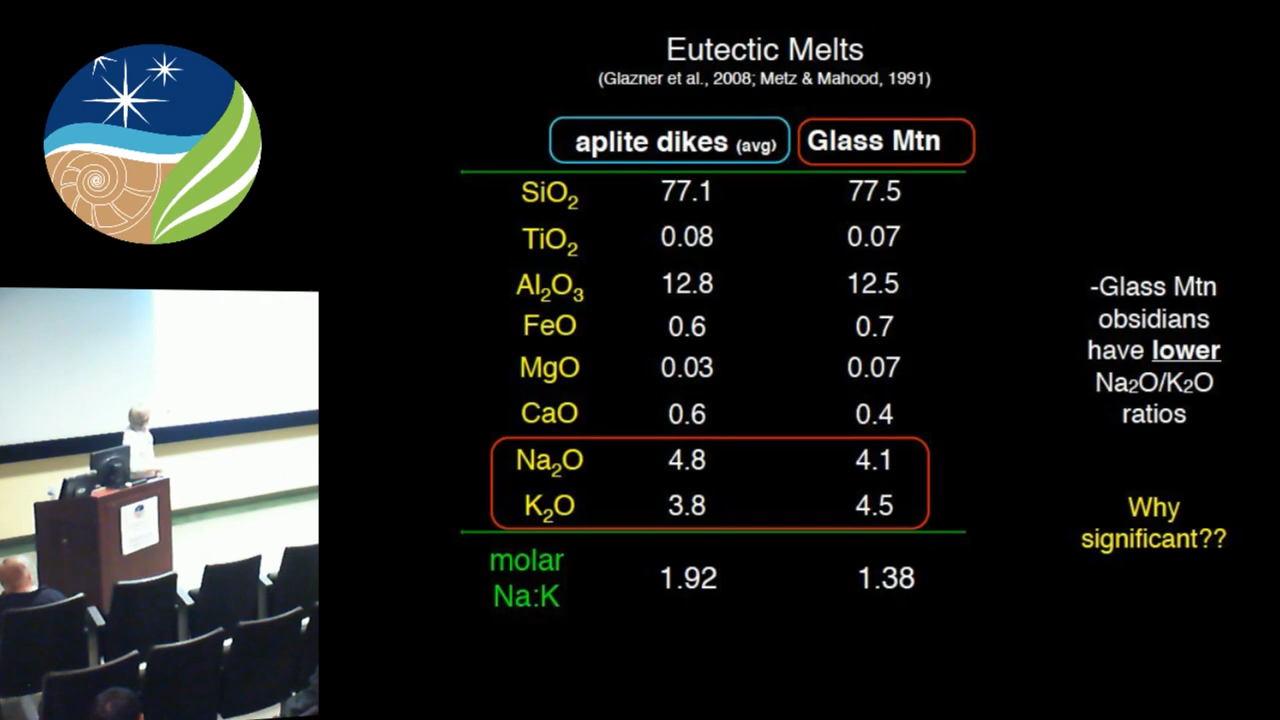 Eutectic Melts
(Glazner et al., 2008; Metz & Mahood, 1991)
aplite dikes (avg) Glass Mtn
SiO₂ 77.1 77.5
TiO₂ 0.08 0.07
Al₂O₃ 12.8 12.5
FeO 0.6 0.7
MgO 0.03 0.07
CaO 0.6 0.4
Na₂O 4.8 4.1
K₂O 3.8 4.5
molar
Na:K 1.92 1.38
-Glass Mtn
obsidians
have lower
Na₂O/K₂O
ratios
Why
significant??